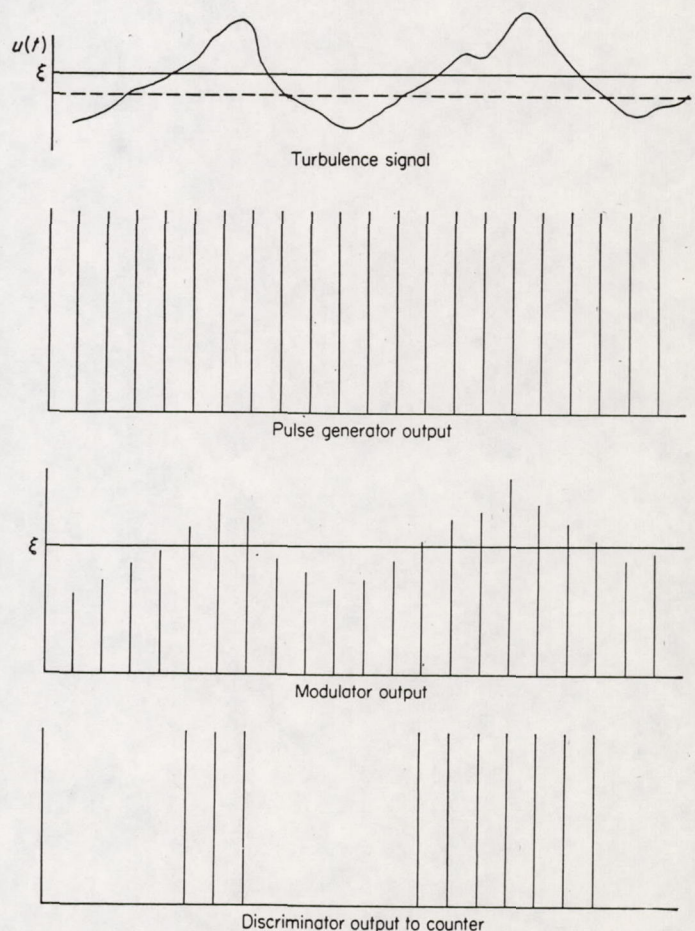 u(t)
ξ
Turbulence signal
Pulse generator output
ξ
Modulator output
Discriminator output to counter